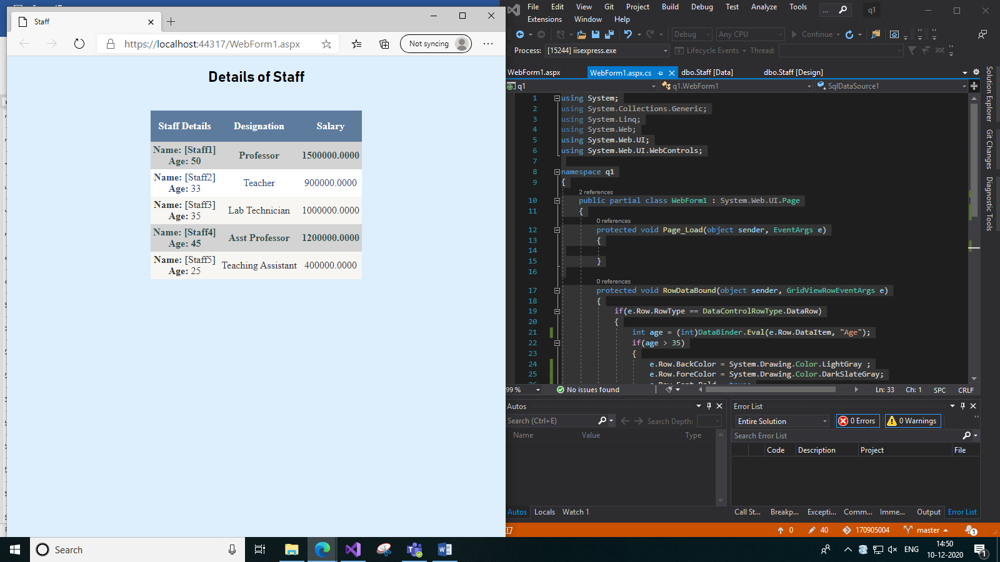 Staff
https://localhost:44317/WebForm1.aspx
Not syncing
Details of Staff
Staff Details Designation Salary
Name: [Staff1]
Age: 50
Professor 1500000.0000
Name: [Staff2]
Age: 33
Teacher 900000.0000
Name: [Staff3]
Age: 35
Lab Technician 1000000.0000
Name: [Staff4]
Age: 45
Asst Professor 1200000.0000
Name: [Staff5]
Age: 25
Teaching Assistant 400000.0000
File Edit View Git Project Build Debug Test Analyze Tools ... q1
Extensions Window Help
Debug Any CPU Continue
Process: [15244] iisexpress.exe Lifecycle Events Thread:
WebForm1.aspx WebForm1.aspx.cs dbo.Staff [Data] dbo.Staff [Design]
q1 q1.WebForm1 SqlDataSource1
1 using System;
2 using System.Collections.Generic;
3 using System.Linq;
4 using System.Web;
5 using System.Web.UI;
6 using System.Web.UI.WebControls;
7
8 namespace q1
9 {
2 references
10 public partial class WebForm1 : System.Web.UI.Page
11 {
0 references
12 protected void Page_Load(object sender, EventArgs e)
13 {
14
15 }
16
0 references
17 protected void RowDataBound(object sender, GridViewRowEventArgs e)
18 {
19 if(e.Row.RowType == DataControlRowType.DataRow)
20 {
21 int age = (int)DataBinder.Eval(e.Row.DataItem, "Age");
22 if(age > 35)
23 {
24 e.Row.BackColor = System.Drawing.Color.LightGray ;
25 e.Row.ForeColor = System.Drawing.Color.DarkSlateGray;
99 % No issues found Ln: 33 Ch: 1 SPC CRLF
Solution Explorer
Git Changes
Diagnostic Tools
Autos
Search (Ctrl+E) Search Depth:
Name Value Type
Autos Locals Watch 1
Error List
Entire Solution 0 Errors 0 Warnings
Search Error List
Code Description Project File
Call St... Breakp... Excepti... Comm... Imme... Output Error List
0 40 170905004 master 1
Search
ENG
14:50
10-12-2020
1